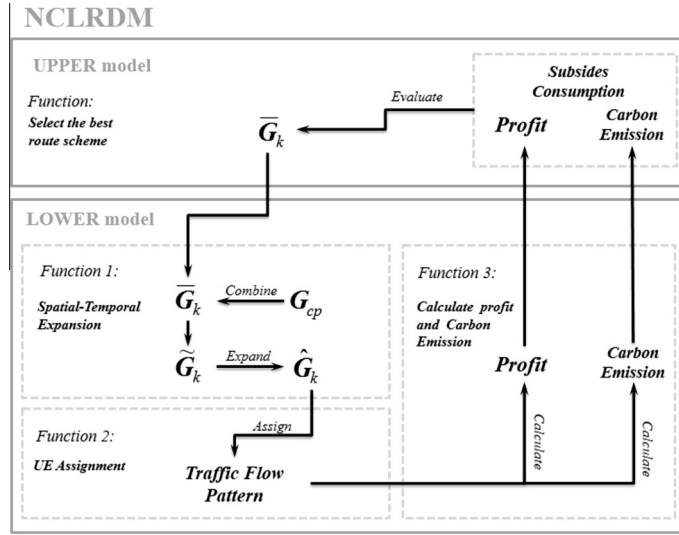 NCLRDM
UPPER model
Function:
Select the best
route scheme
Evaluate
G̅k
Subsides
Consumption
Profit
Carbon
Emission
LOWER model
Function 1:
Spatial-Temporal
Expansion
G̅k
Combine
Gcp
G̃k
Expand
Ĝk
Function 2:
UE Assignment
Assign
Traffic Flow
Pattern
Function 3:
Calculate profit
and Carbon
Emission
Profit
Carbon
Emission
Calculate
Calculate